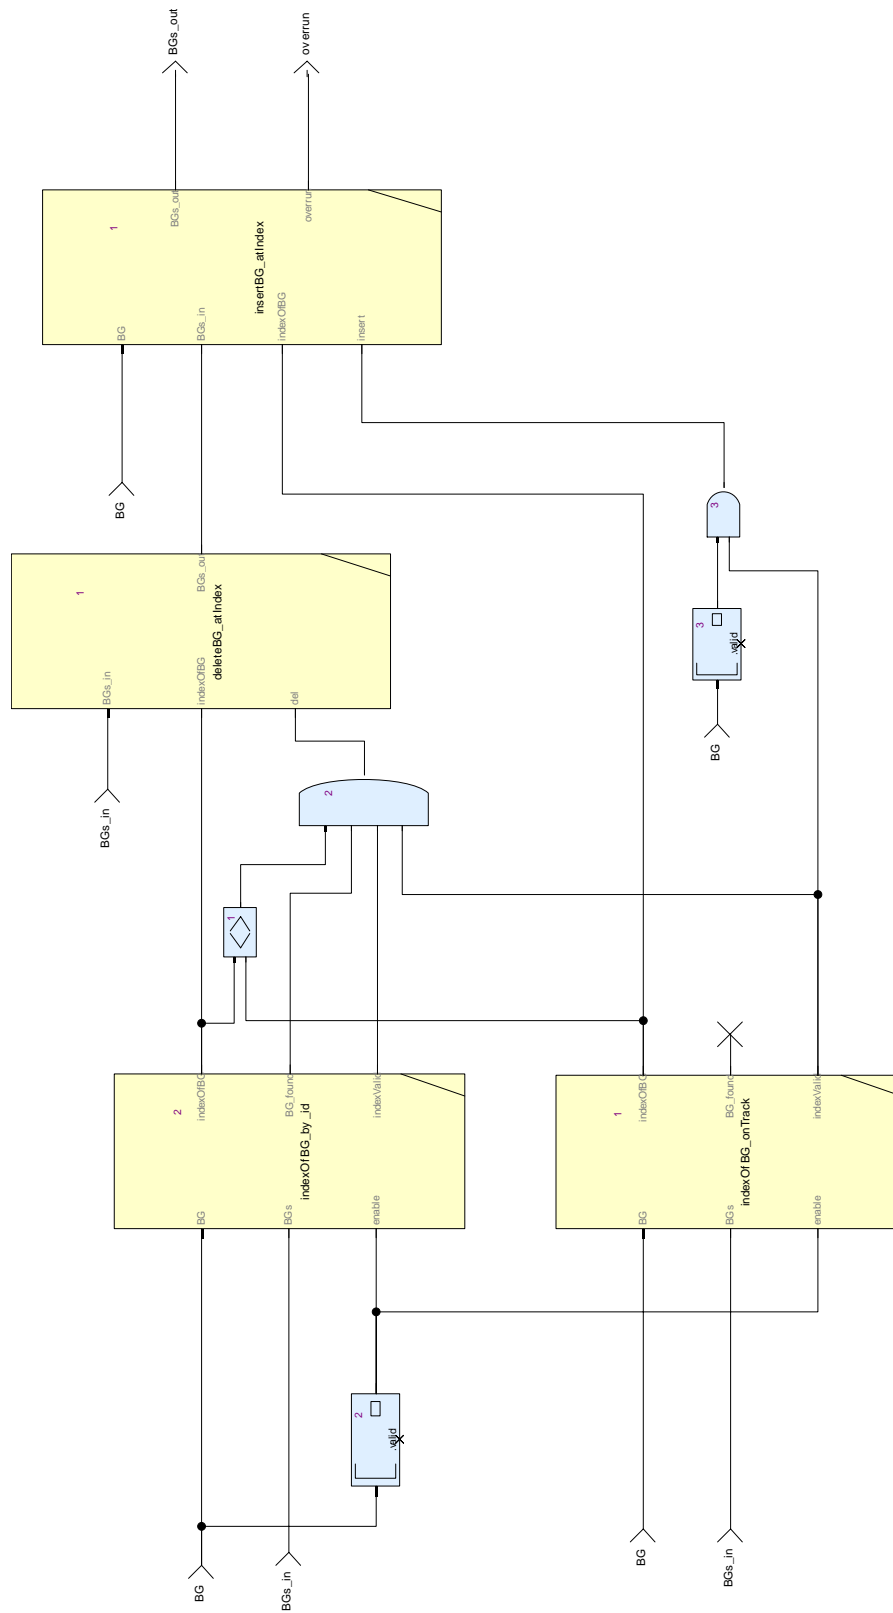 BG
BGs_in
2
.valid
BG
BGs
enable
2
indexOfBG_by_id
indexOfBG
BG_found
indexValid
BG
BGs_in
BG
BGs
enable
1
indexOfBG_onTrack
indexOfBG
BG_found
indexValid
1
<>
2
BGs_in
BGs_in
indexOfBG
del
1
deleteBG_atIndex
BGs_out
BG
.valid
3
3
BG
BG
BGs_in
indexOfBG
insert
1
insertBG_atIndex
BGs_out
overrun
BGs_out
overrun